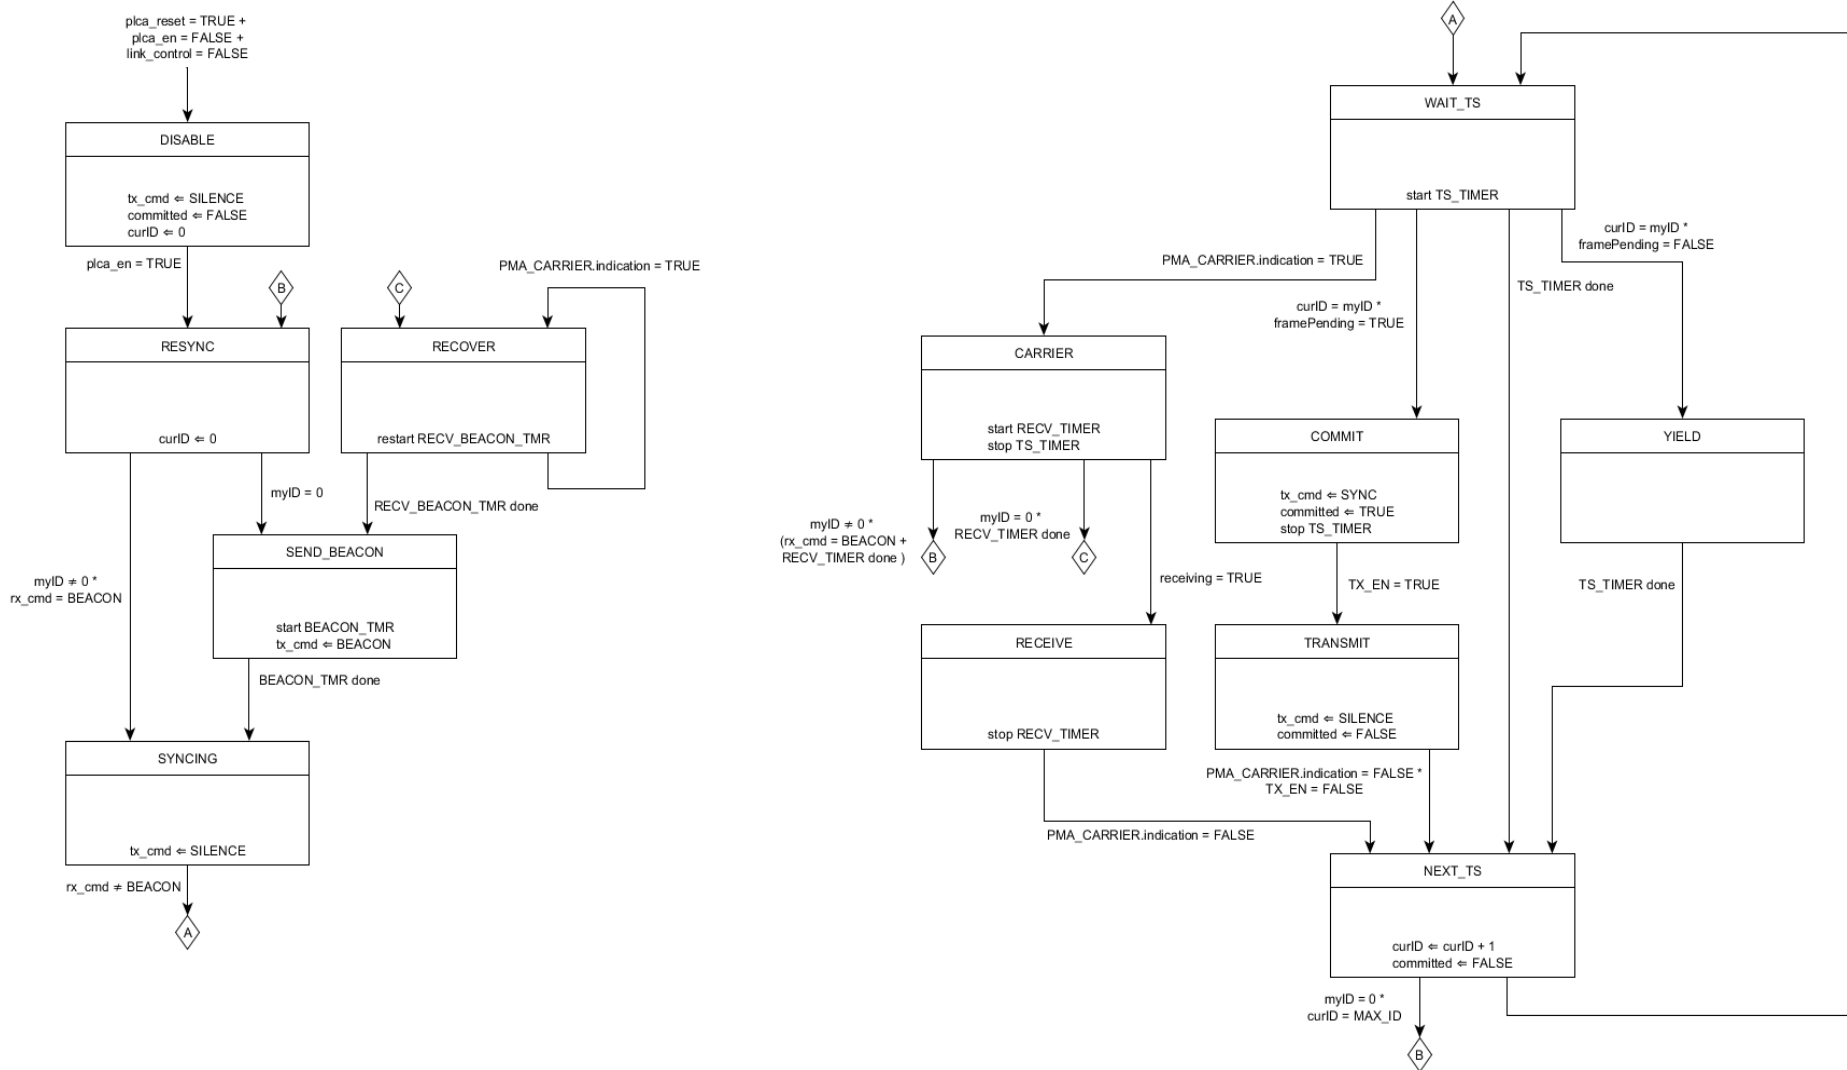 plca_reset = TRUE +
plca_en = FALSE +
link_control = FALSE
DISABLE
tx_cmd ⇐ SILENCE
committed ⇐ FALSE
curID ⇐ 0
plca_en = TRUE
B
C
PMA_CARRIER.indication = TRUE
RESYNC
curID ⇐ 0
RECOVER
restart RECV_BEACON_TMR
myID = 0
RECV_BEACON_TMR done
myID ≠ 0 *
rx_cmd = BEACON
SEND_BEACON
start BEACON_TMR
tx_cmd ⇐ BEACON
BEACON_TMR done
SYNCING
tx_cmd ⇐ SILENCE
rx_cmd ≠ BEACON
A
A
WAIT_TS
start TS_TIMER
PMA_CARRIER.indication = TRUE
curID = myID *
framePending = TRUE
TS_TIMER done
curID = myID *
framePending = FALSE
CARRIER
start RECV_TIMER
stop TS_TIMER
myID ≠ 0 *
(rx_cmd = BEACON +
RECV_TIMER done )
B
myID = 0 *
RECV_TIMER done
C
receiving = TRUE
COMMIT
tx_cmd ⇐ SYNC
committed ⇐ TRUE
stop TS_TIMER
TX_EN = TRUE
YIELD
TS_TIMER done
RECEIVE
stop RECV_TIMER
PMA_CARRIER.indication = FALSE
TRANSMIT
tx_cmd ⇐ SILENCE
committed ⇐ FALSE
PMA_CARRIER.indication = FALSE *
TX_EN = FALSE
NEXT_TS
curID ⇐ curID + 1
committed ⇐ FALSE
myID = 0 *
curID = MAX_ID
B